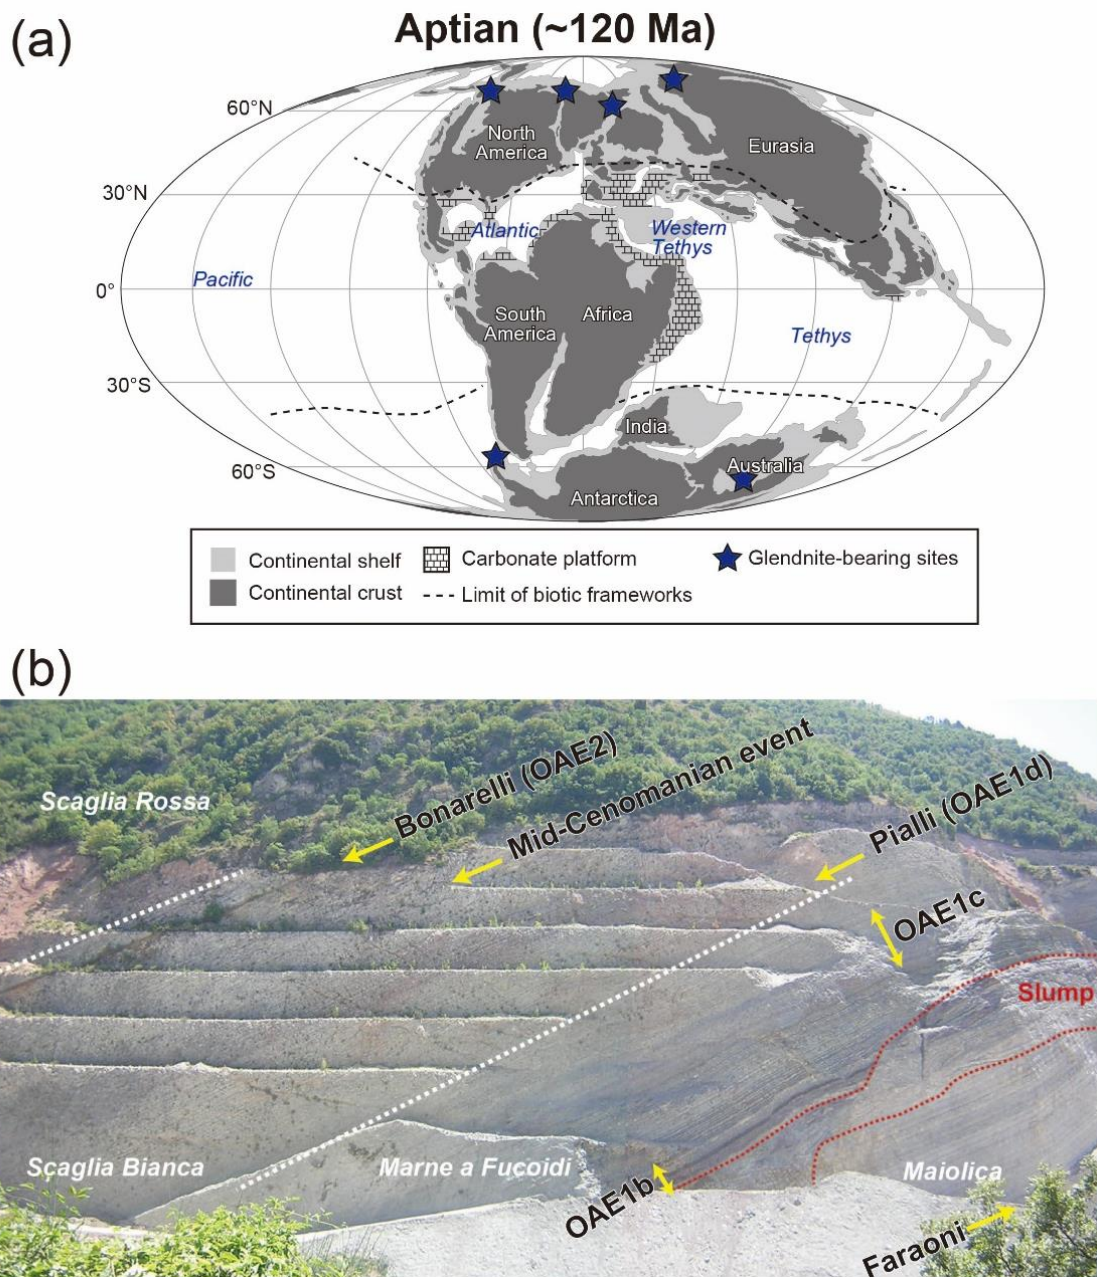 (a)
Aptian (~120 Ma)
60°N
North
America
Eurasia
30°N
Atlantic
Western
Tethys
Pacific
0°
South
America
Africa
Tethys
30°S
India
60°S
Australia
Antarctica
Continental shelf
Carbonate platform
Glendnite-bearing sites
Continental crust
Limit of biotic frameworks
(b)
Scaglia Rossa
Bonarelli (OAE2)
Mid-Cenomanian event
Pialli (OAE1d)
OAE1c
Slump
Scaglia Bianca
Marne a Fucoidi
Maiolica
OAE1b
Faraoni